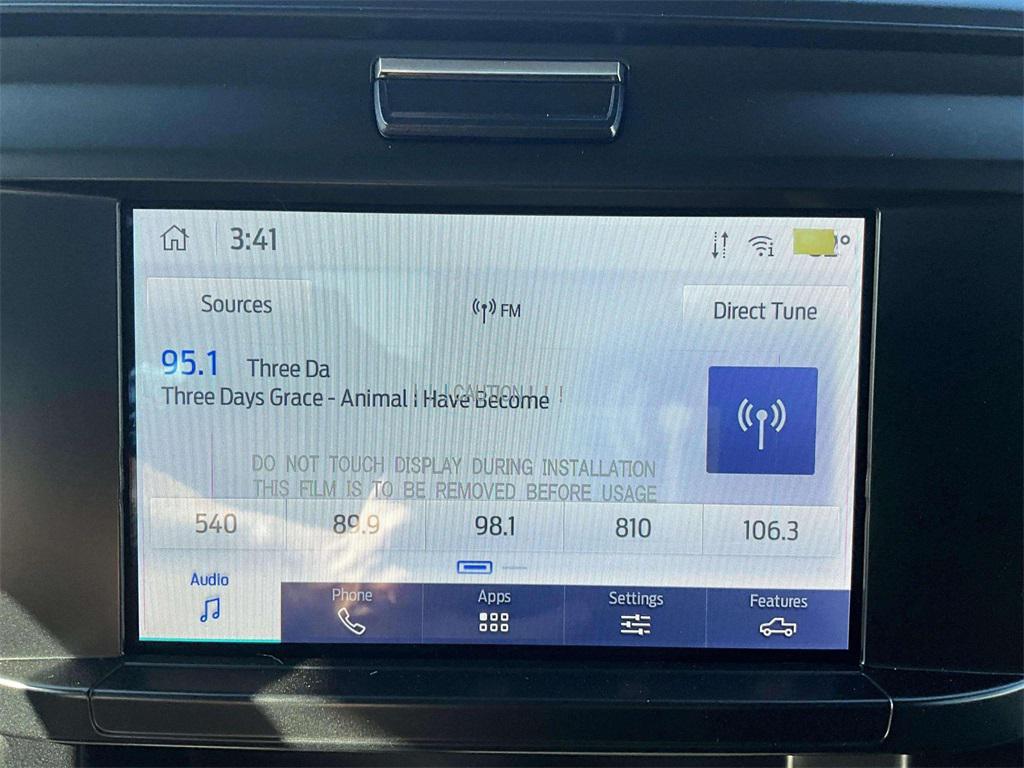 3:41
Sources
FM
Direct Tune
95.1 Three Da
! ! ! CAUTION ! ! !
Three Days Grace - Animal I Have Become
DO NOT TOUCH DISPLAY DURING INSTALLATION
THIS FILM IS TO BE REMOVED BEFORE USAGE
540 89.9 98.1 810 106.3
Audio Phone Apps Settings Features